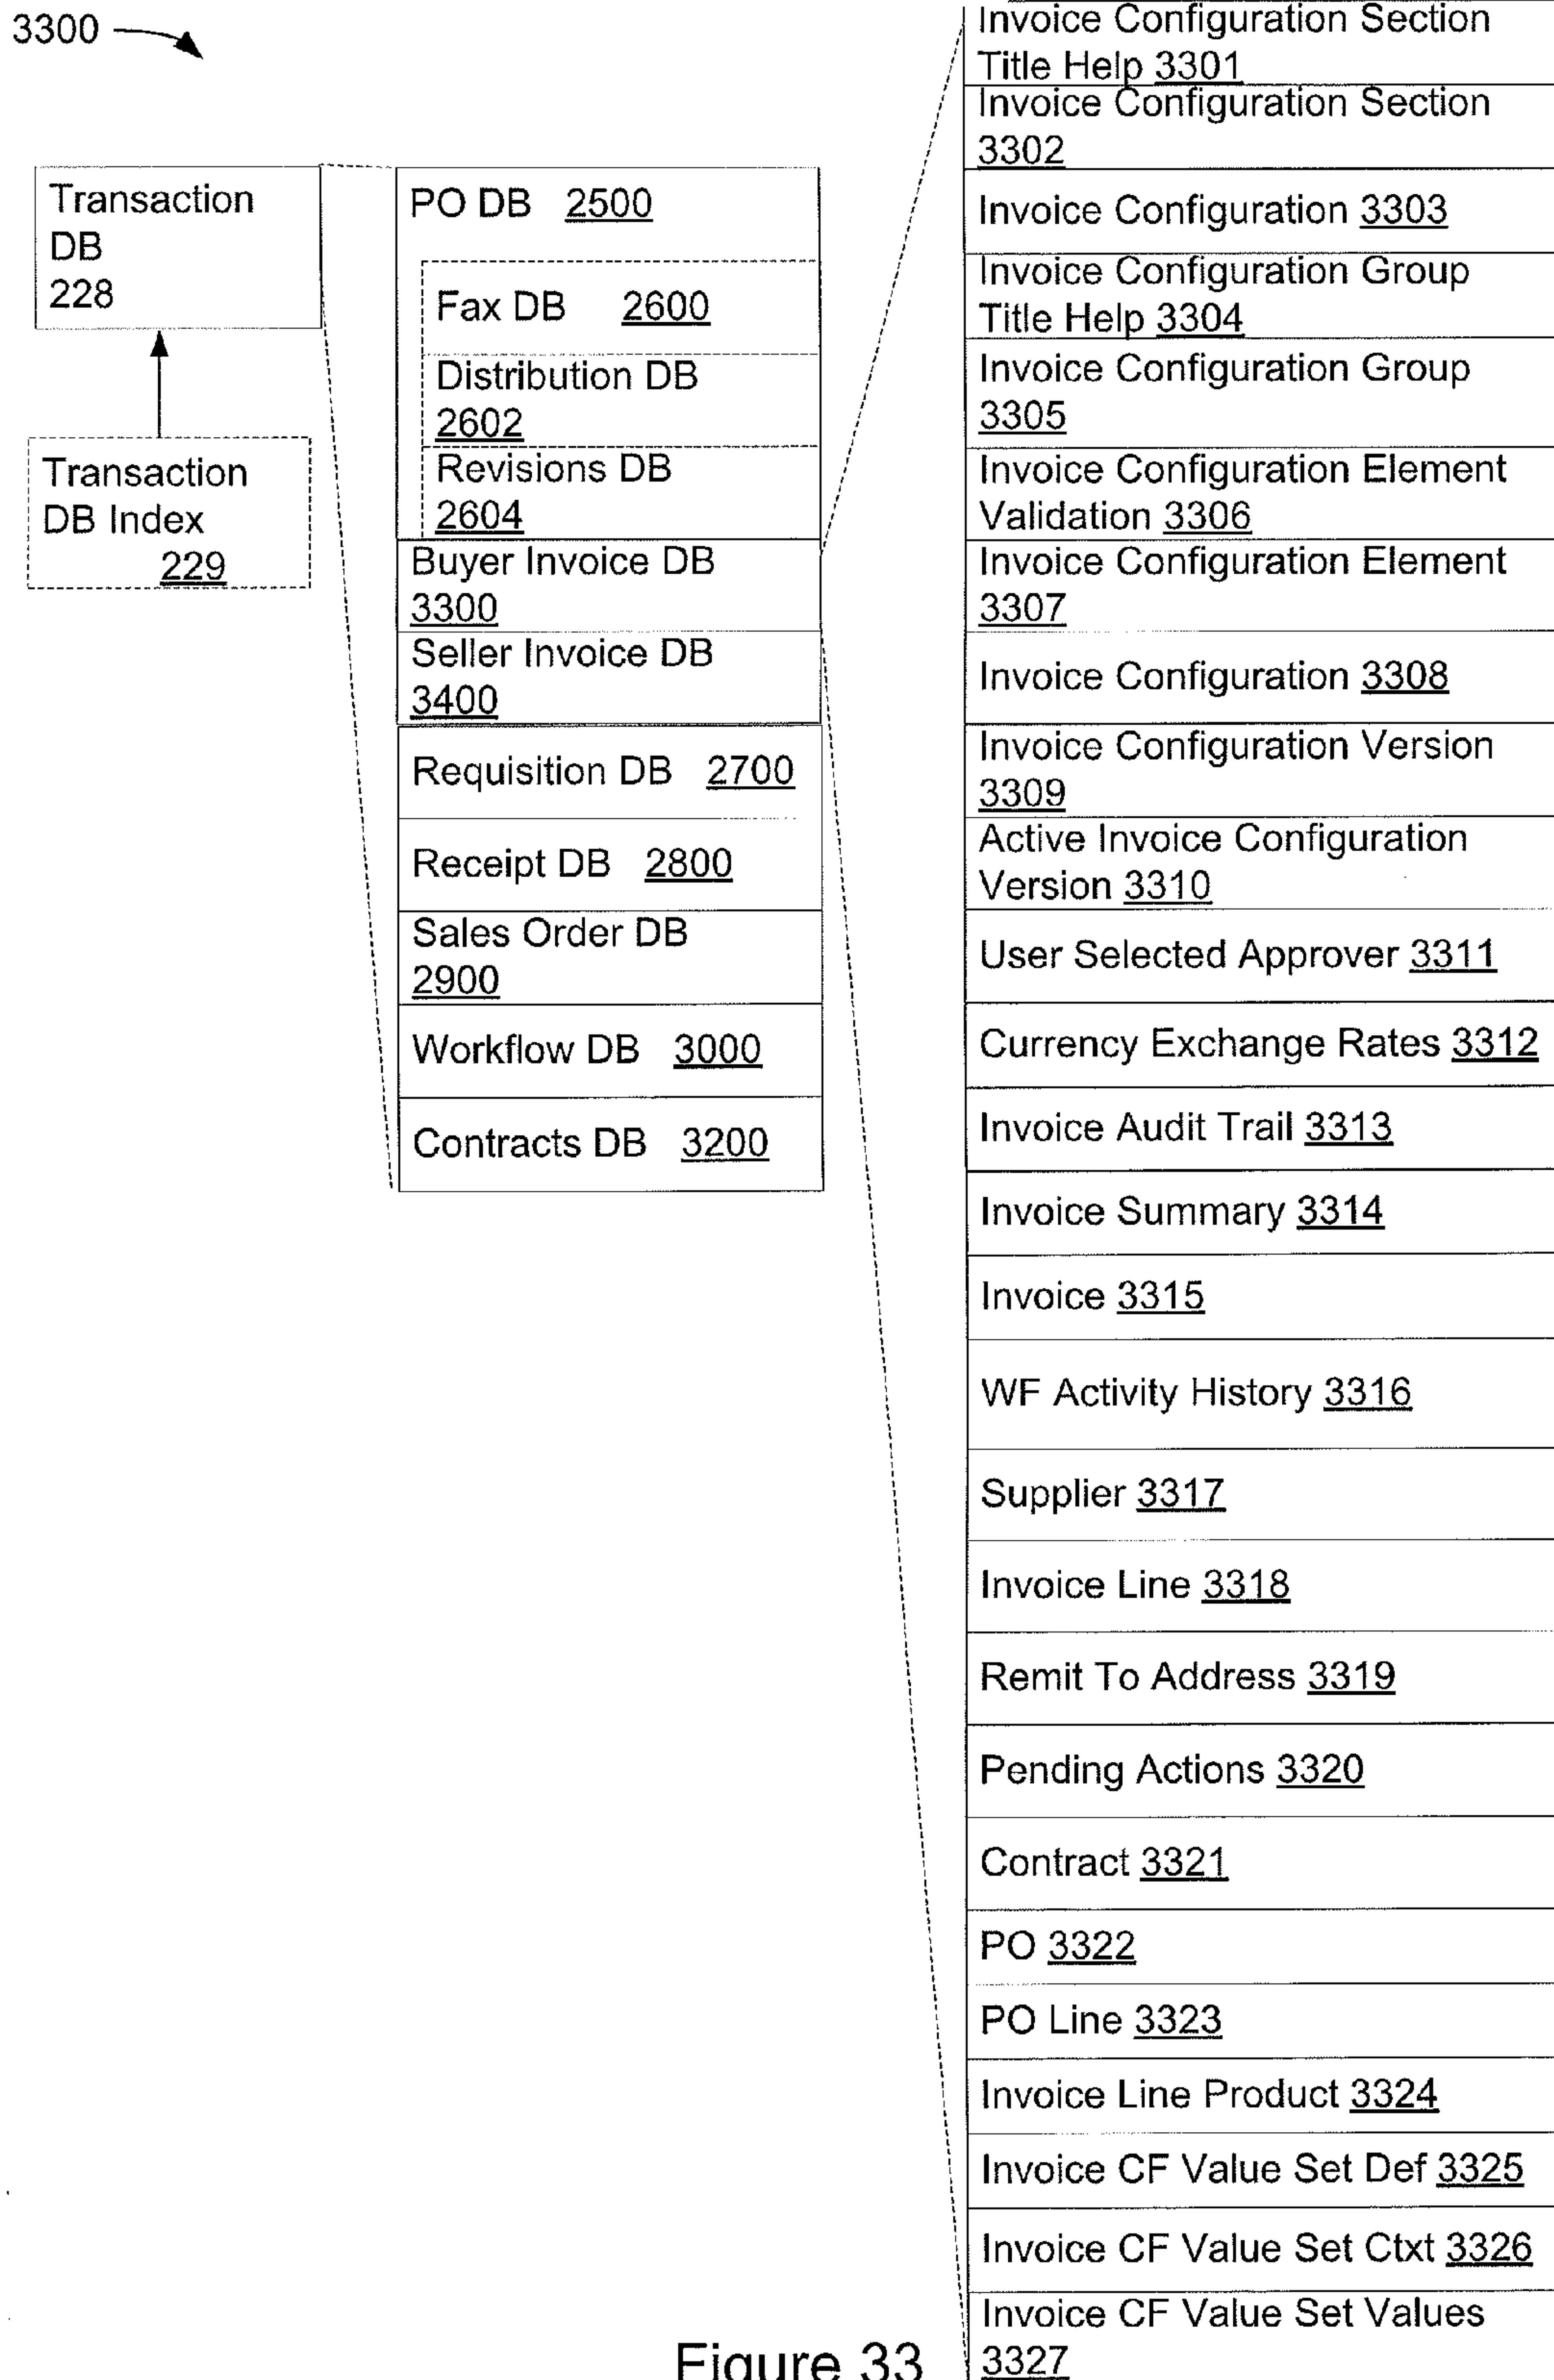 3300
Transaction
DB
228
Transaction
DB Index
229
PO DB 2500
Fax DB 2600
Distribution DB
2602
Revisions DB
2604
Buyer Invoice DB
3300
Seller Invoice DB
3400
Requisition DB 2700
Receipt DB 2800
Sales Order DB
2900
Workflow DB 3000
Contracts DB 3200
Invoice Configuration Section
Title Help 3301
Invoice Configuration Section
3302
Invoice Configuration 3303
Invoice Configuration Group
Title Help 3304
Invoice Configuration Group
3305
Invoice Configuration Element
Validation 3306
Invoice Configuration Element
3307
Invoice Configuration 3308
Invoice Configuration Version
3309
Active Invoice Configuration
Version 3310
User Selected Approver 3311
Currency Exchange Rates 3312
Invoice Audit Trail 3313
Invoice Summary 3314
Invoice 3315
WF Activity History 3316
Supplier 3317
Invoice Line 3318
Remit To Address 3319
Pending Actions 3320
Contract 3321
PO 3322
PO Line 3323
Invoice Line Product 3324
Invoice CF Value Set Def 3325
Invoice CF Value Set Ctxt 3326
Invoice CF Value Set Values
3327
Figure 33